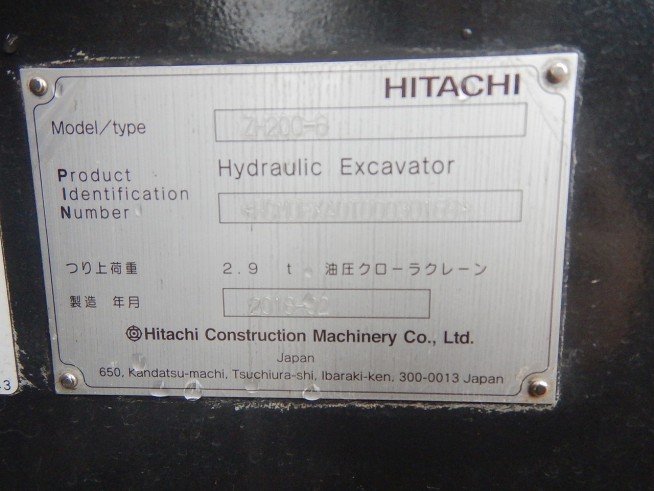 HITACHI
Model/type ZH200-6
Hydraulic Excavator
Product
Identification
Number
つり上荷重 2.9 t 油圧クローラクレーン
製造 年月
Hitachi Construction Machinery Co., Ltd.
Japan
650, Kandatsu-machi, Tsuchiura-shi, Ibaraki-ken, 300-0013 Japan